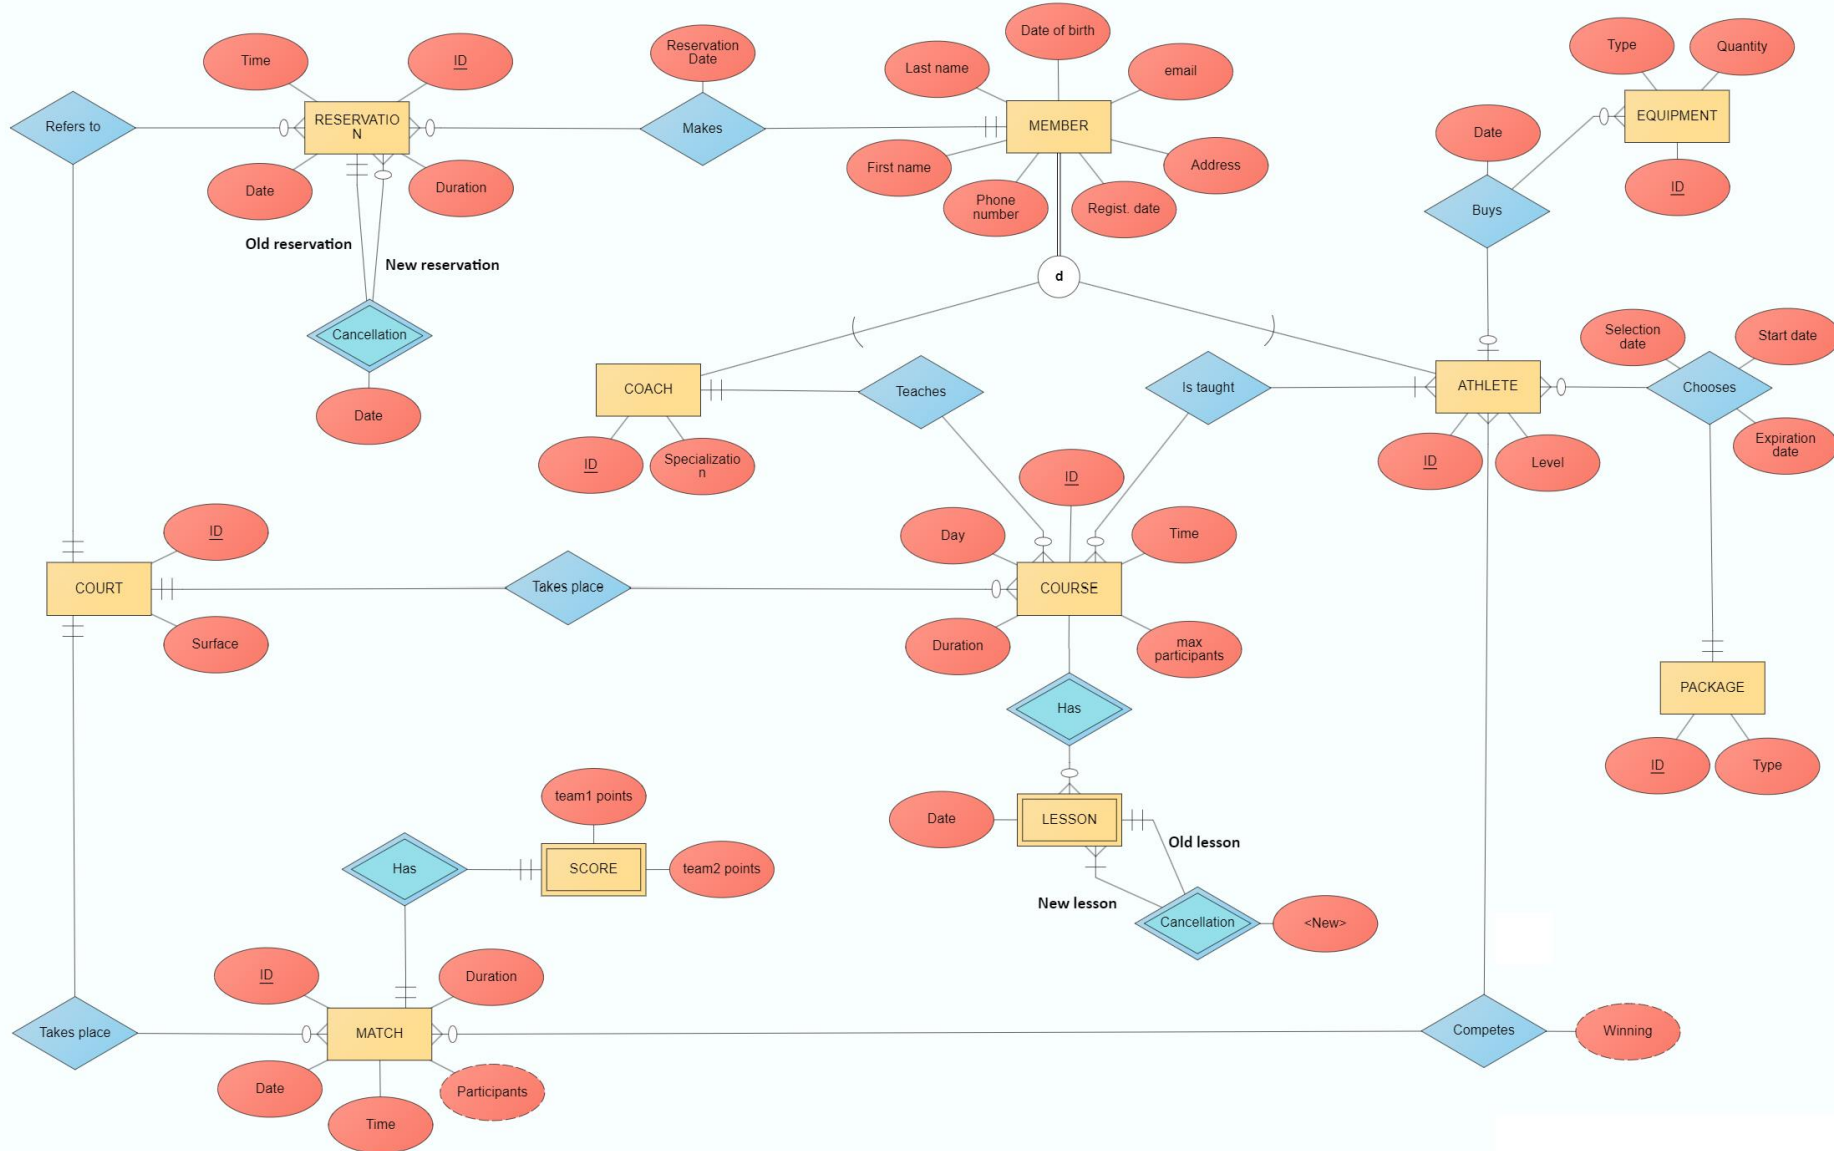 Date of birth
Reservation
Date
Last name
email
Time
ID
Type
Quantity
Refers to
RESERVATIO
N
Makes
MEMBER
EQUIPMENT
Date
First name
Address
Date
Duration
Phone
number
Regist. date
ID
Buys
Old reservation
New reservation
d
Cancellation
Selection
date
Start date
COACH
Teaches
Is taught
ATHLETE
Chooses
Date
Expiration
date
ID
Specializatio
n
ID
ID
Level
ID
Day
Time
COURT
Takes place
COURSE
Surface
Duration
max
participants
PACKAGE
Has
ID
Type
team1 points
Date
LESSON
Old lesson
Has
SCORE
team2 points
New lesson
Cancellation
<New>
ID
Duration
Takes place
MATCH
Competes
Winning
Date
Participants
Time